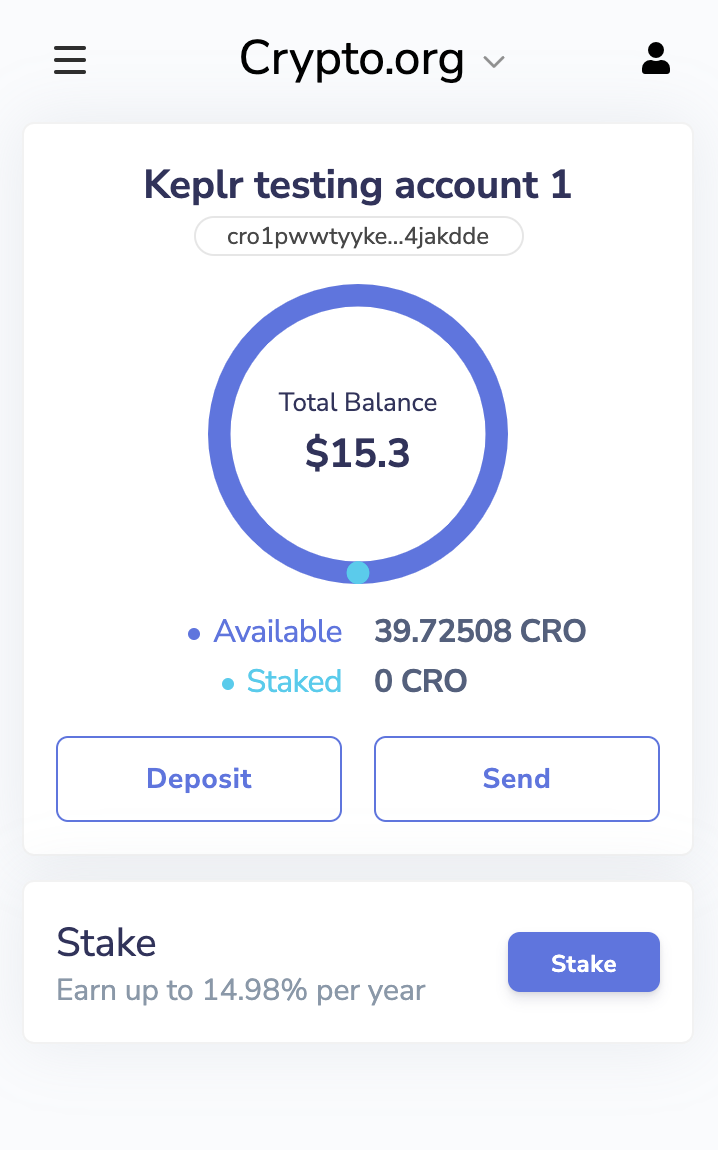 Crypto.org
Keplr testing account 1
cro1pwwtyyke...4jakdde
Total Balance
$15.3
Available 39.72508 CRO
Staked 0 CRO
Deposit Send
Stake
Earn up to 14.98% per year
Stake